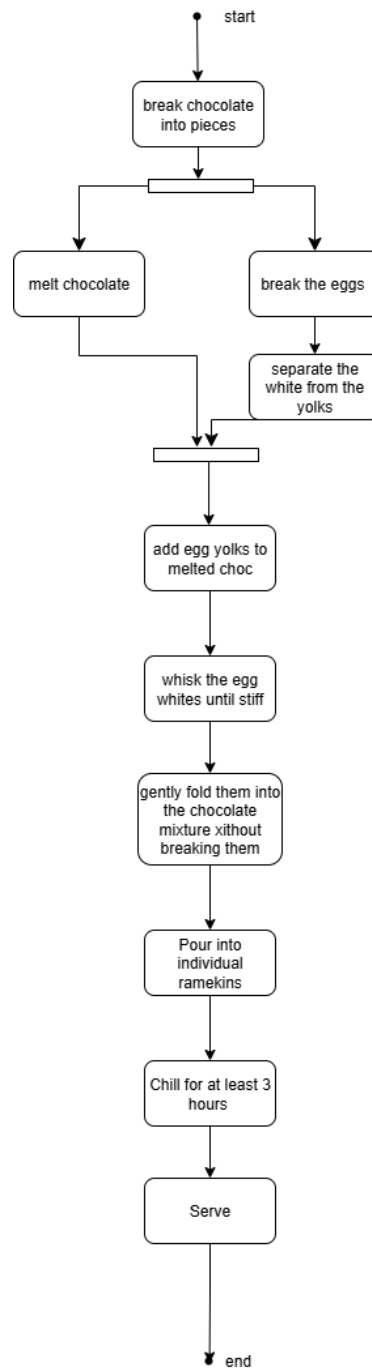 start
break chocolate
into pieces
melt chocolate
break the eggs
separate the
white from the
yolks
add egg yolks to
melted choc
whisk the egg
whites until stiff
gently fold them into
the chocolate
mixture xithout
breaking them
Pour into
individual
ramekins
Chill for at least 3
hours
Serve
end